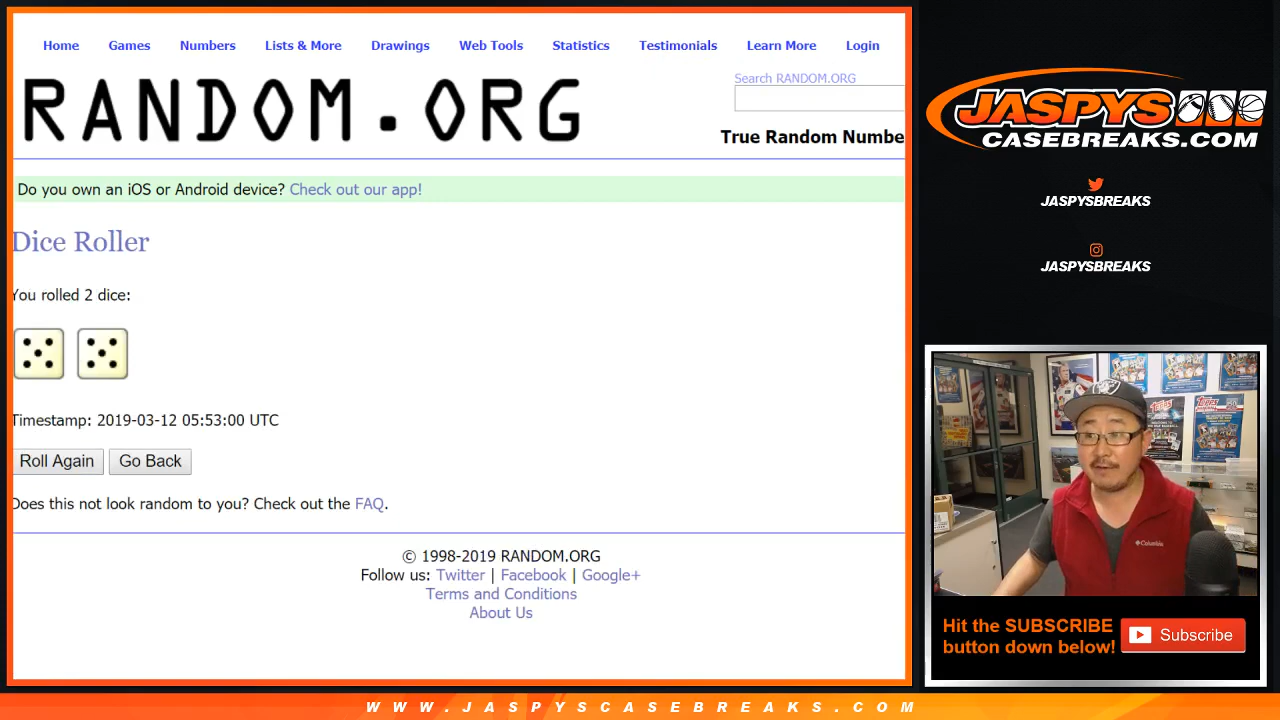 Home Games Numbers Lists & More Drawings Web Tools Statistics Testimonials Learn More Login
RANDOM.ORG
Search RANDOM.ORG
True Random Numbe
Do you own an iOS or Android device? Check out our app!
Dice Roller
You rolled 2 dice:
Timestamp: 2019-03-12 05:53:00 UTC
Roll Again Go Back
Does this not look random to you? Check out the FAQ.
© 1998-2019 RANDOM.ORG
Follow us: Twitter | Facebook | Google+
Terms and Conditions
About Us
JASPYS
CASEBREAKS.COM
JASPYSBREAKS
JASPYSBREAKS
Topps
Topps
Columbia
Hit the SUBSCRIBE
button down below!
Subscribe
WWW.JASPYSCASEBREAKS.COM